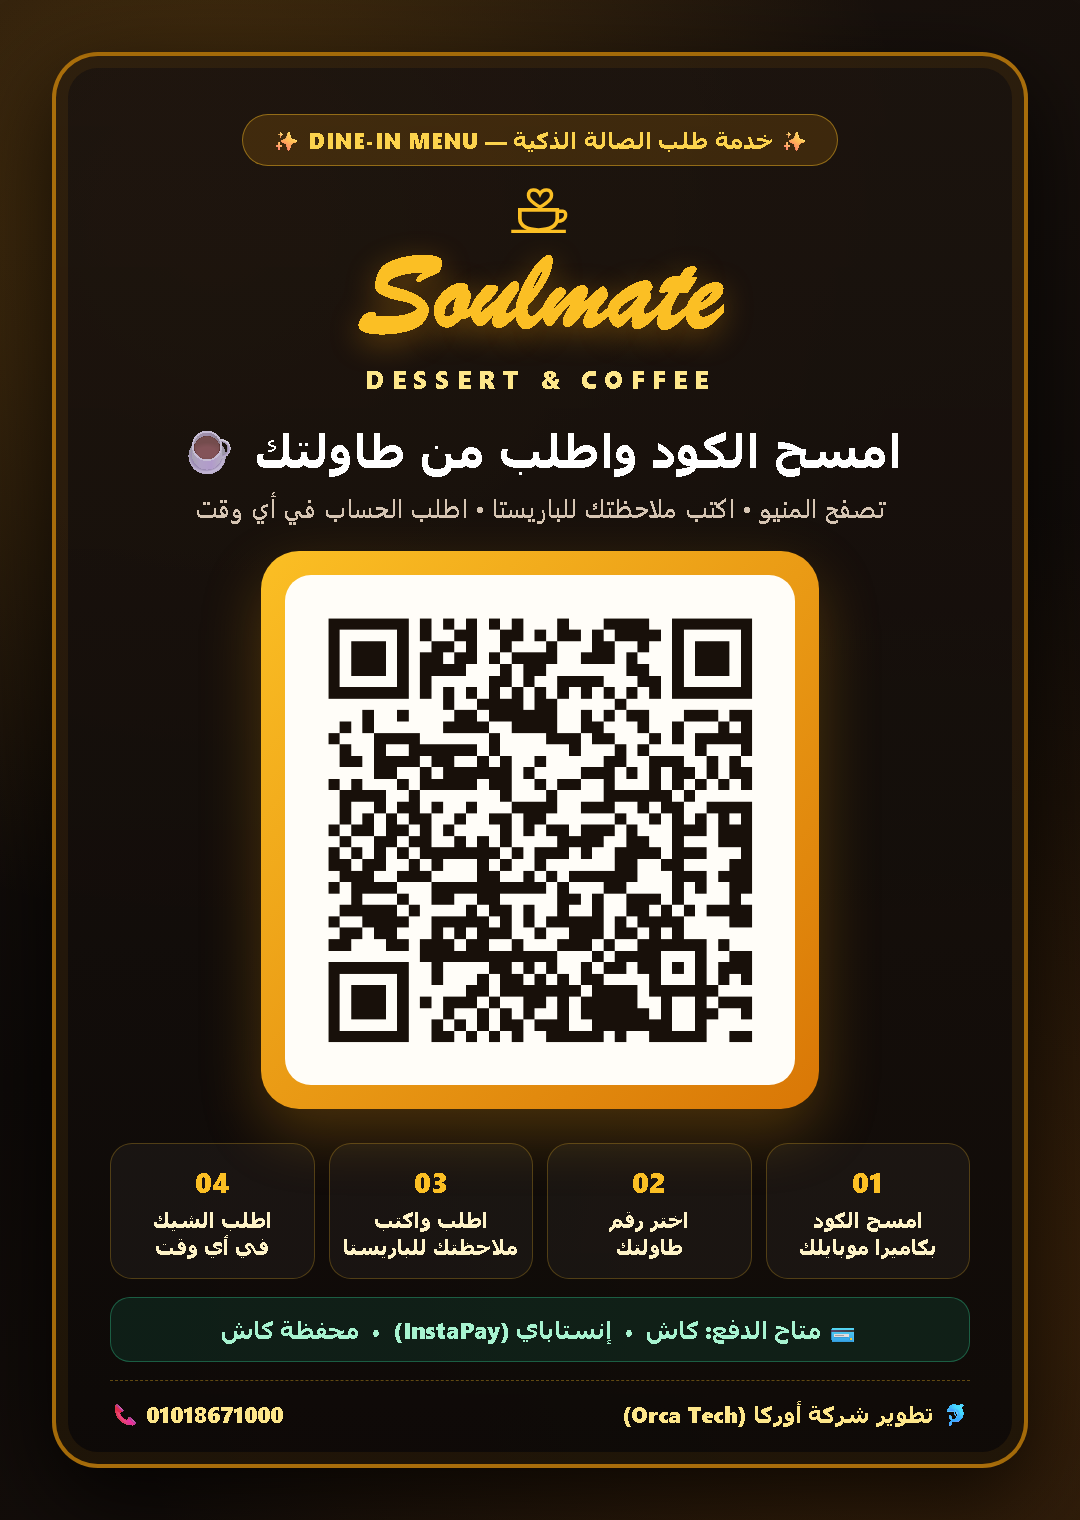 ✨ خدمة طلب الصالة الذكية — DINE-IN MENU ✨
Soulmate
DESSERT & COFFEE
امسح الكود واطلب من طاولتك ☕
تصفح المنيو • اكتب ملاحظتك للباريستا • اطلب الحساب في أي وقت
01
امسح الكود
بكاميرا موبايلك
02
اختر رقم
طاولتك
03
اطلب واكتب
ملاحظتك للباريستا
04
اطلب الشيك
في أي وقت
💳 متاح الدفع: كاش • إنستاباي (InstaPay) • محفظة كاش
🐬 تطوير شركة أوركا (Orca Tech)
01018671000 📞